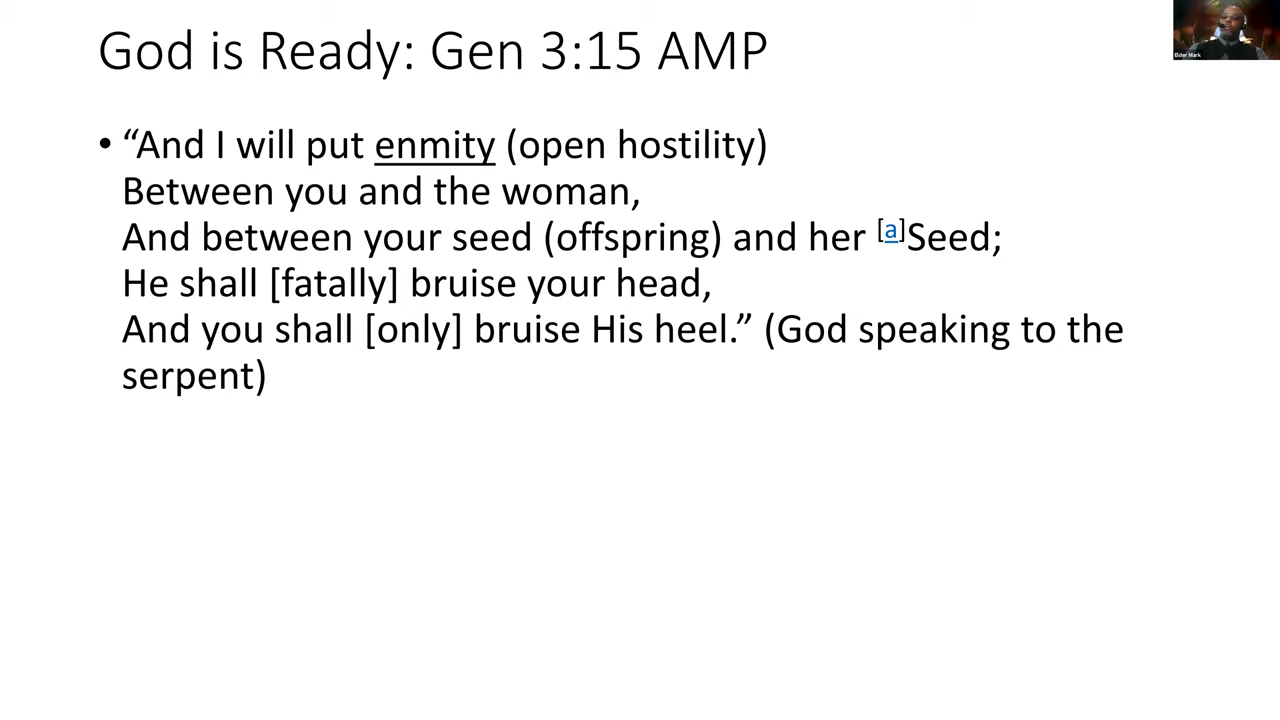 God is Ready: Gen 3:15 AMP
Elder Mark
• “And I will put enmity (open hostility)
Between you and the woman,
And between your seed (offspring) and her [a]Seed;
He shall [fatally] bruise your head,
And you shall [only] bruise His heel.” (God speaking to the
serpent)